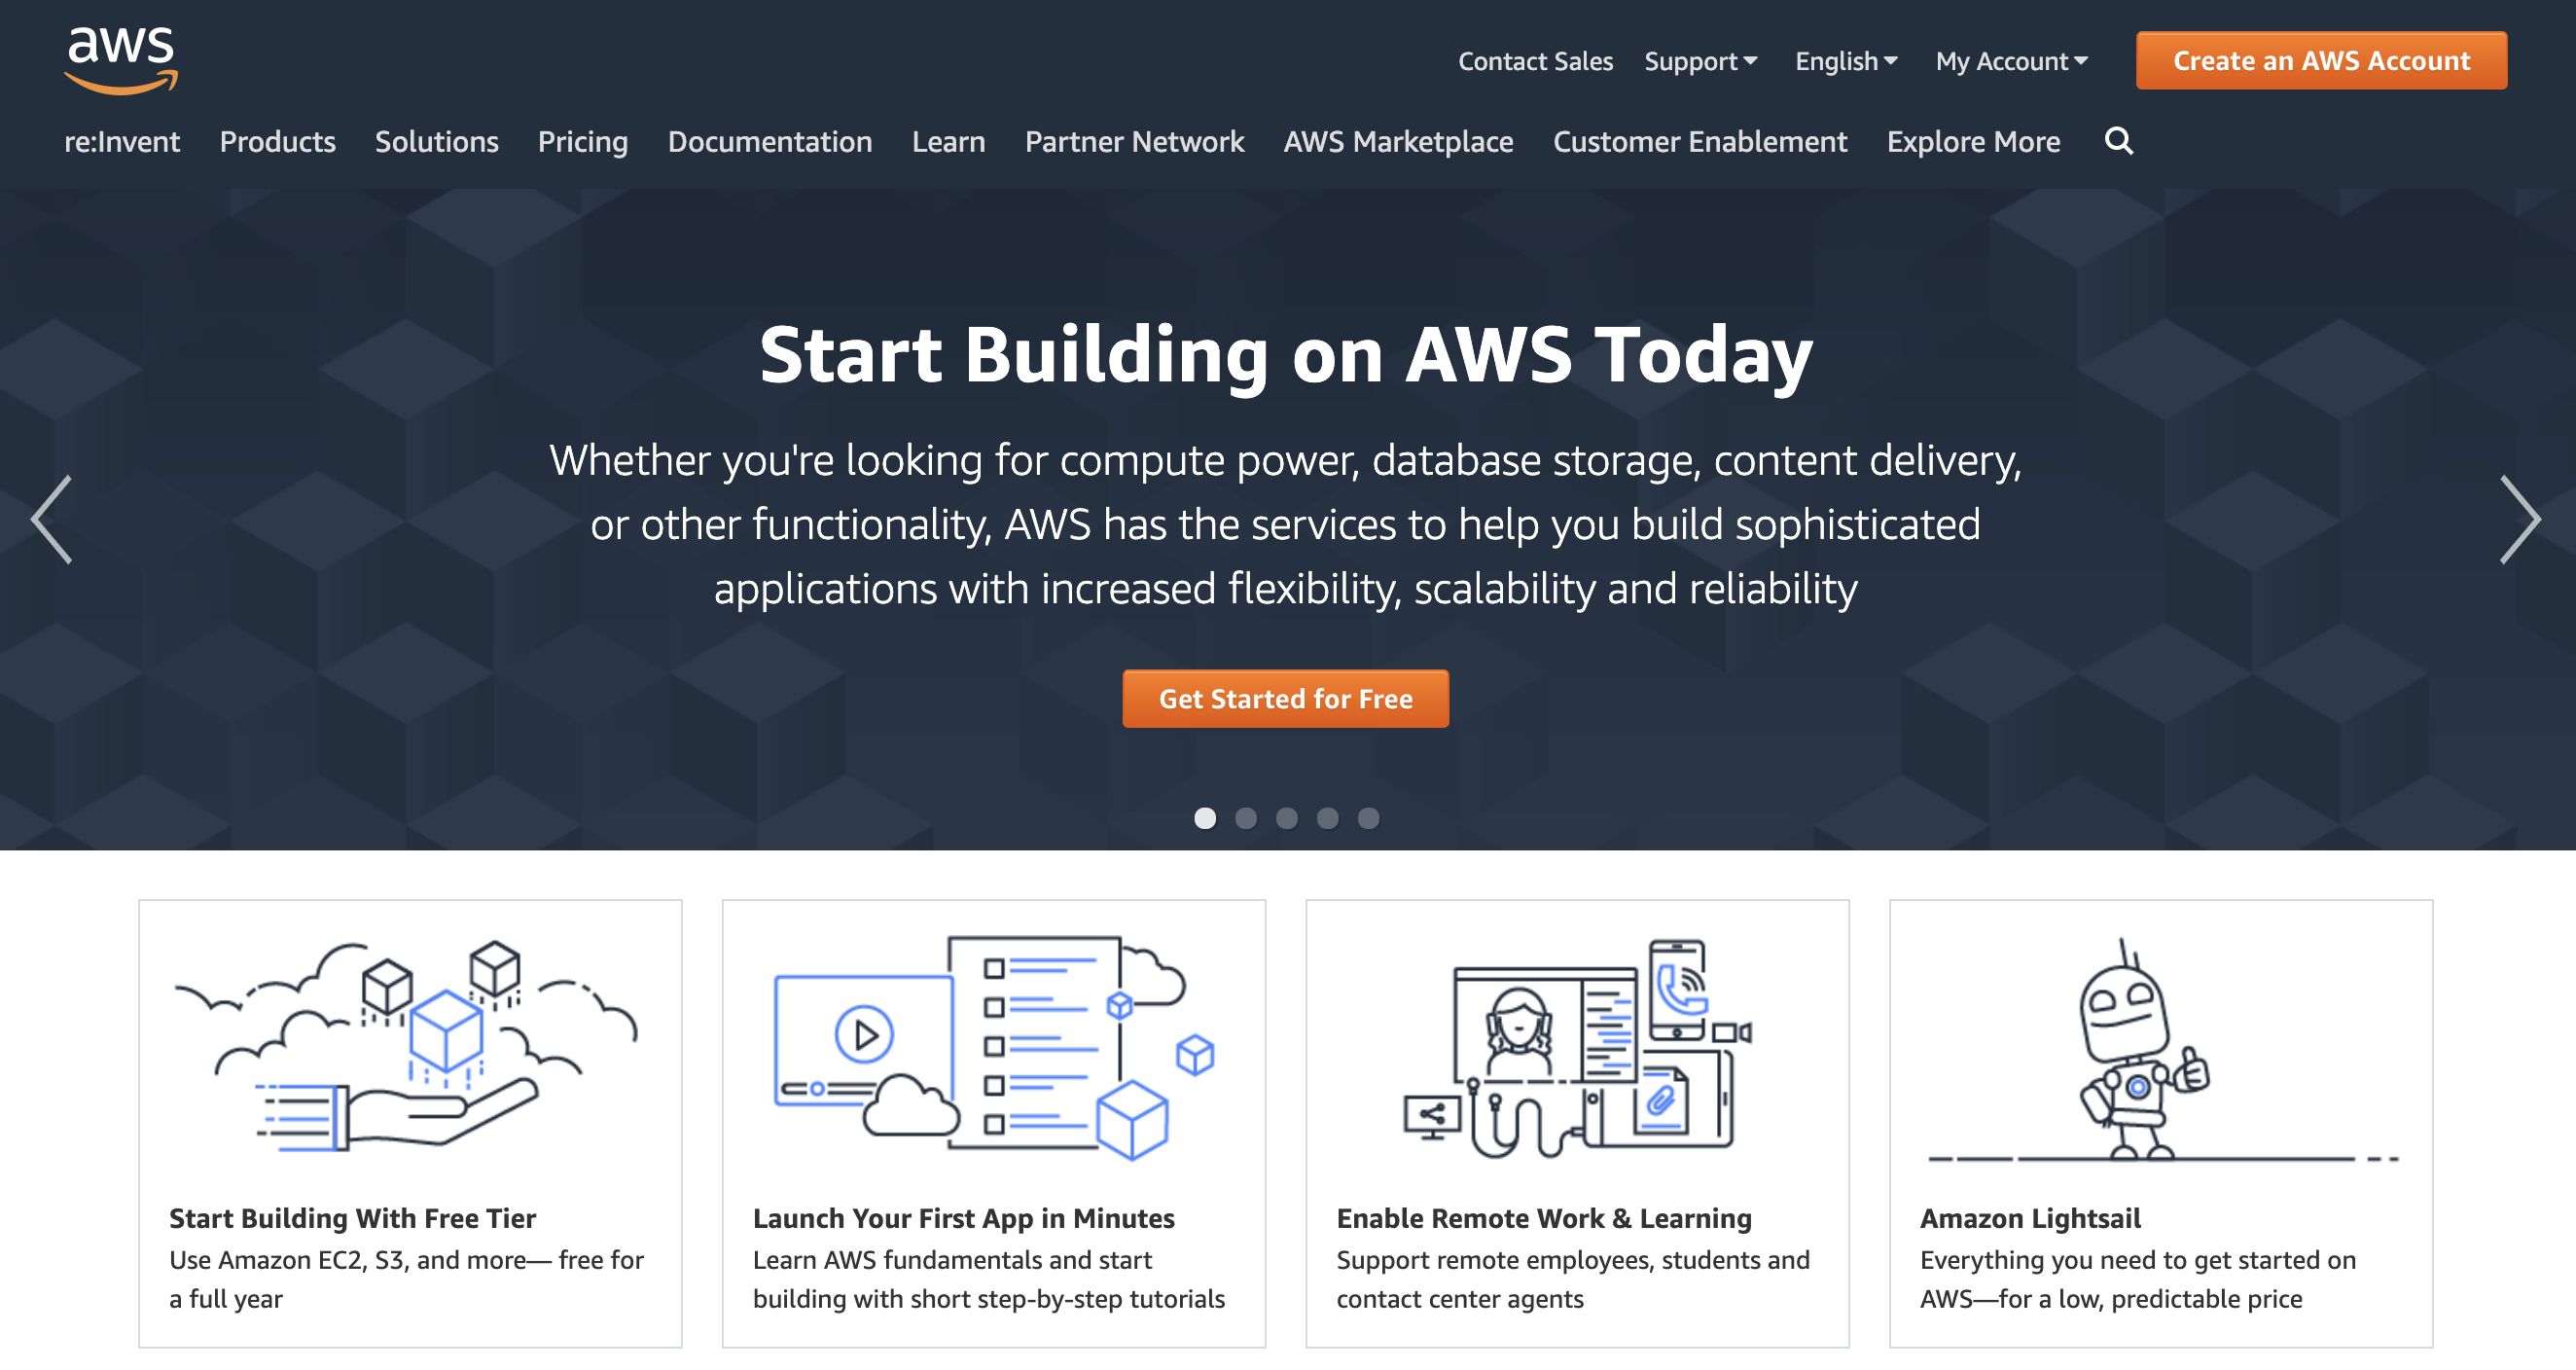 aws
Contact Sales Support English My Account Create an AWS Account
re:Invent Products Solutions Pricing Documentation Learn Partner Network AWS Marketplace Customer Enablement Explore More
Start Building on AWS Today
Whether you're looking for compute power, database storage, content delivery,
or other functionality, AWS has the services to help you build sophisticated
applications with increased flexibility, scalability and reliability
Get Started for Free
Start Building With Free Tier
Use Amazon EC2, S3, and more— free for
a full year
Launch Your First App in Minutes
Learn AWS fundamentals and start
building with short step-by-step tutorials
Enable Remote Work & Learning
Support remote employees, students and
contact center agents
Amazon Lightsail
Everything you need to get started on
AWS—for a low, predictable price